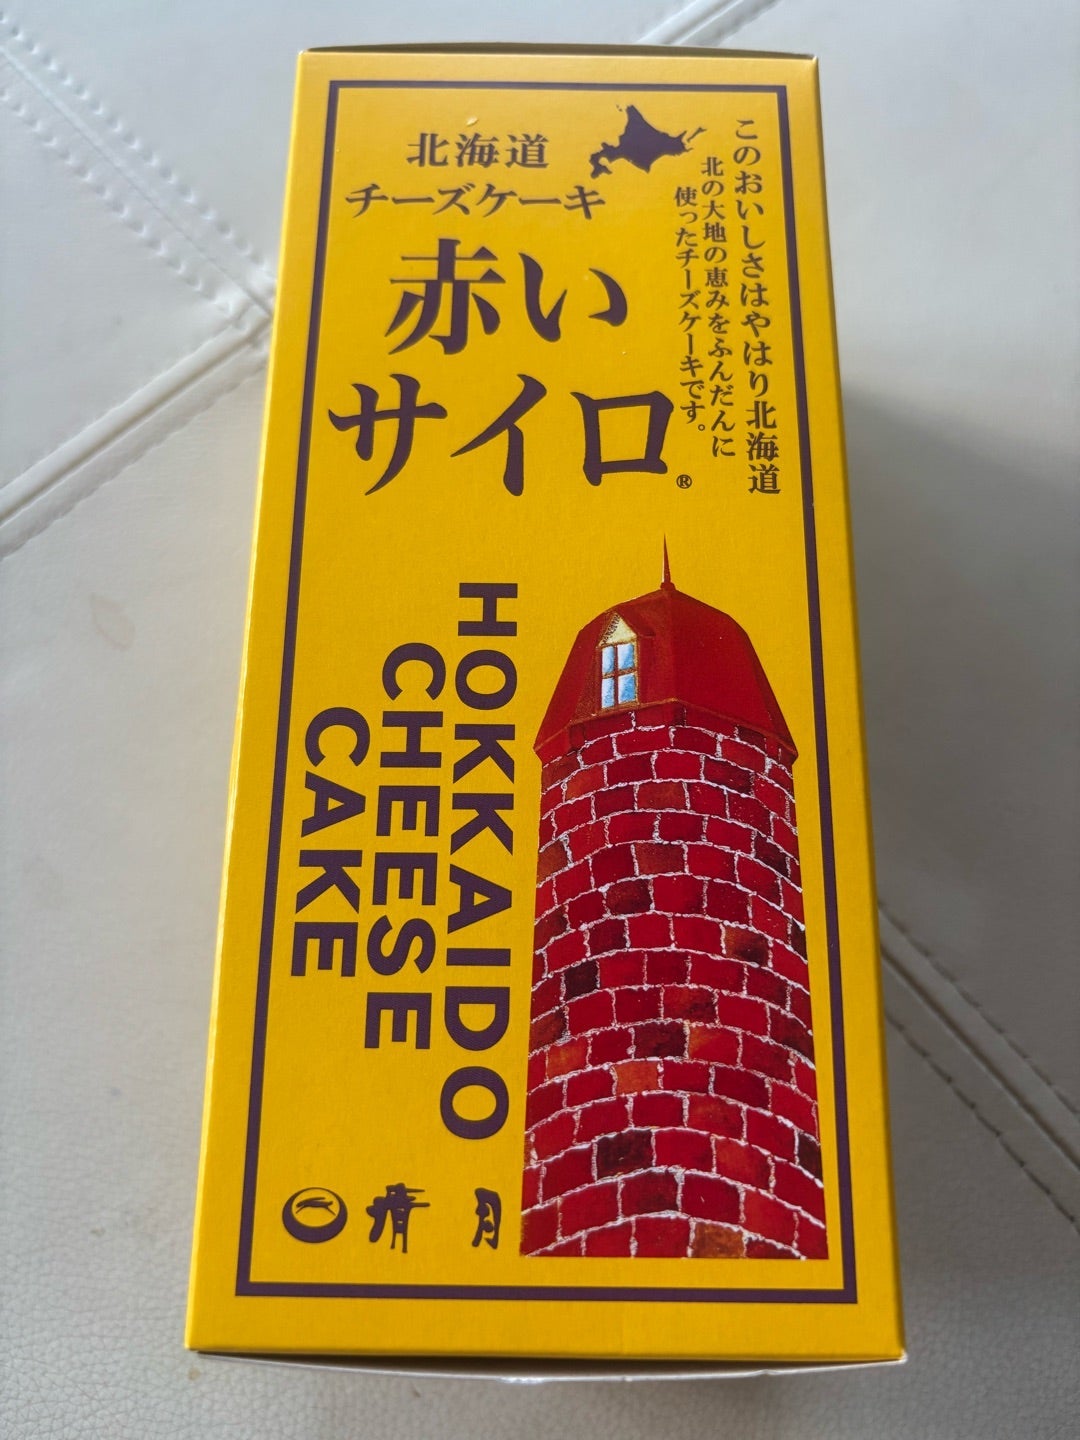 北海道
チーズケーキ
赤い
サイロ®
このおいしさはやはり北海道
北の大地の恵みをふんだんに
使ったチーズケーキです。
HOKKAIDO
CHEESE
CAKE
清月